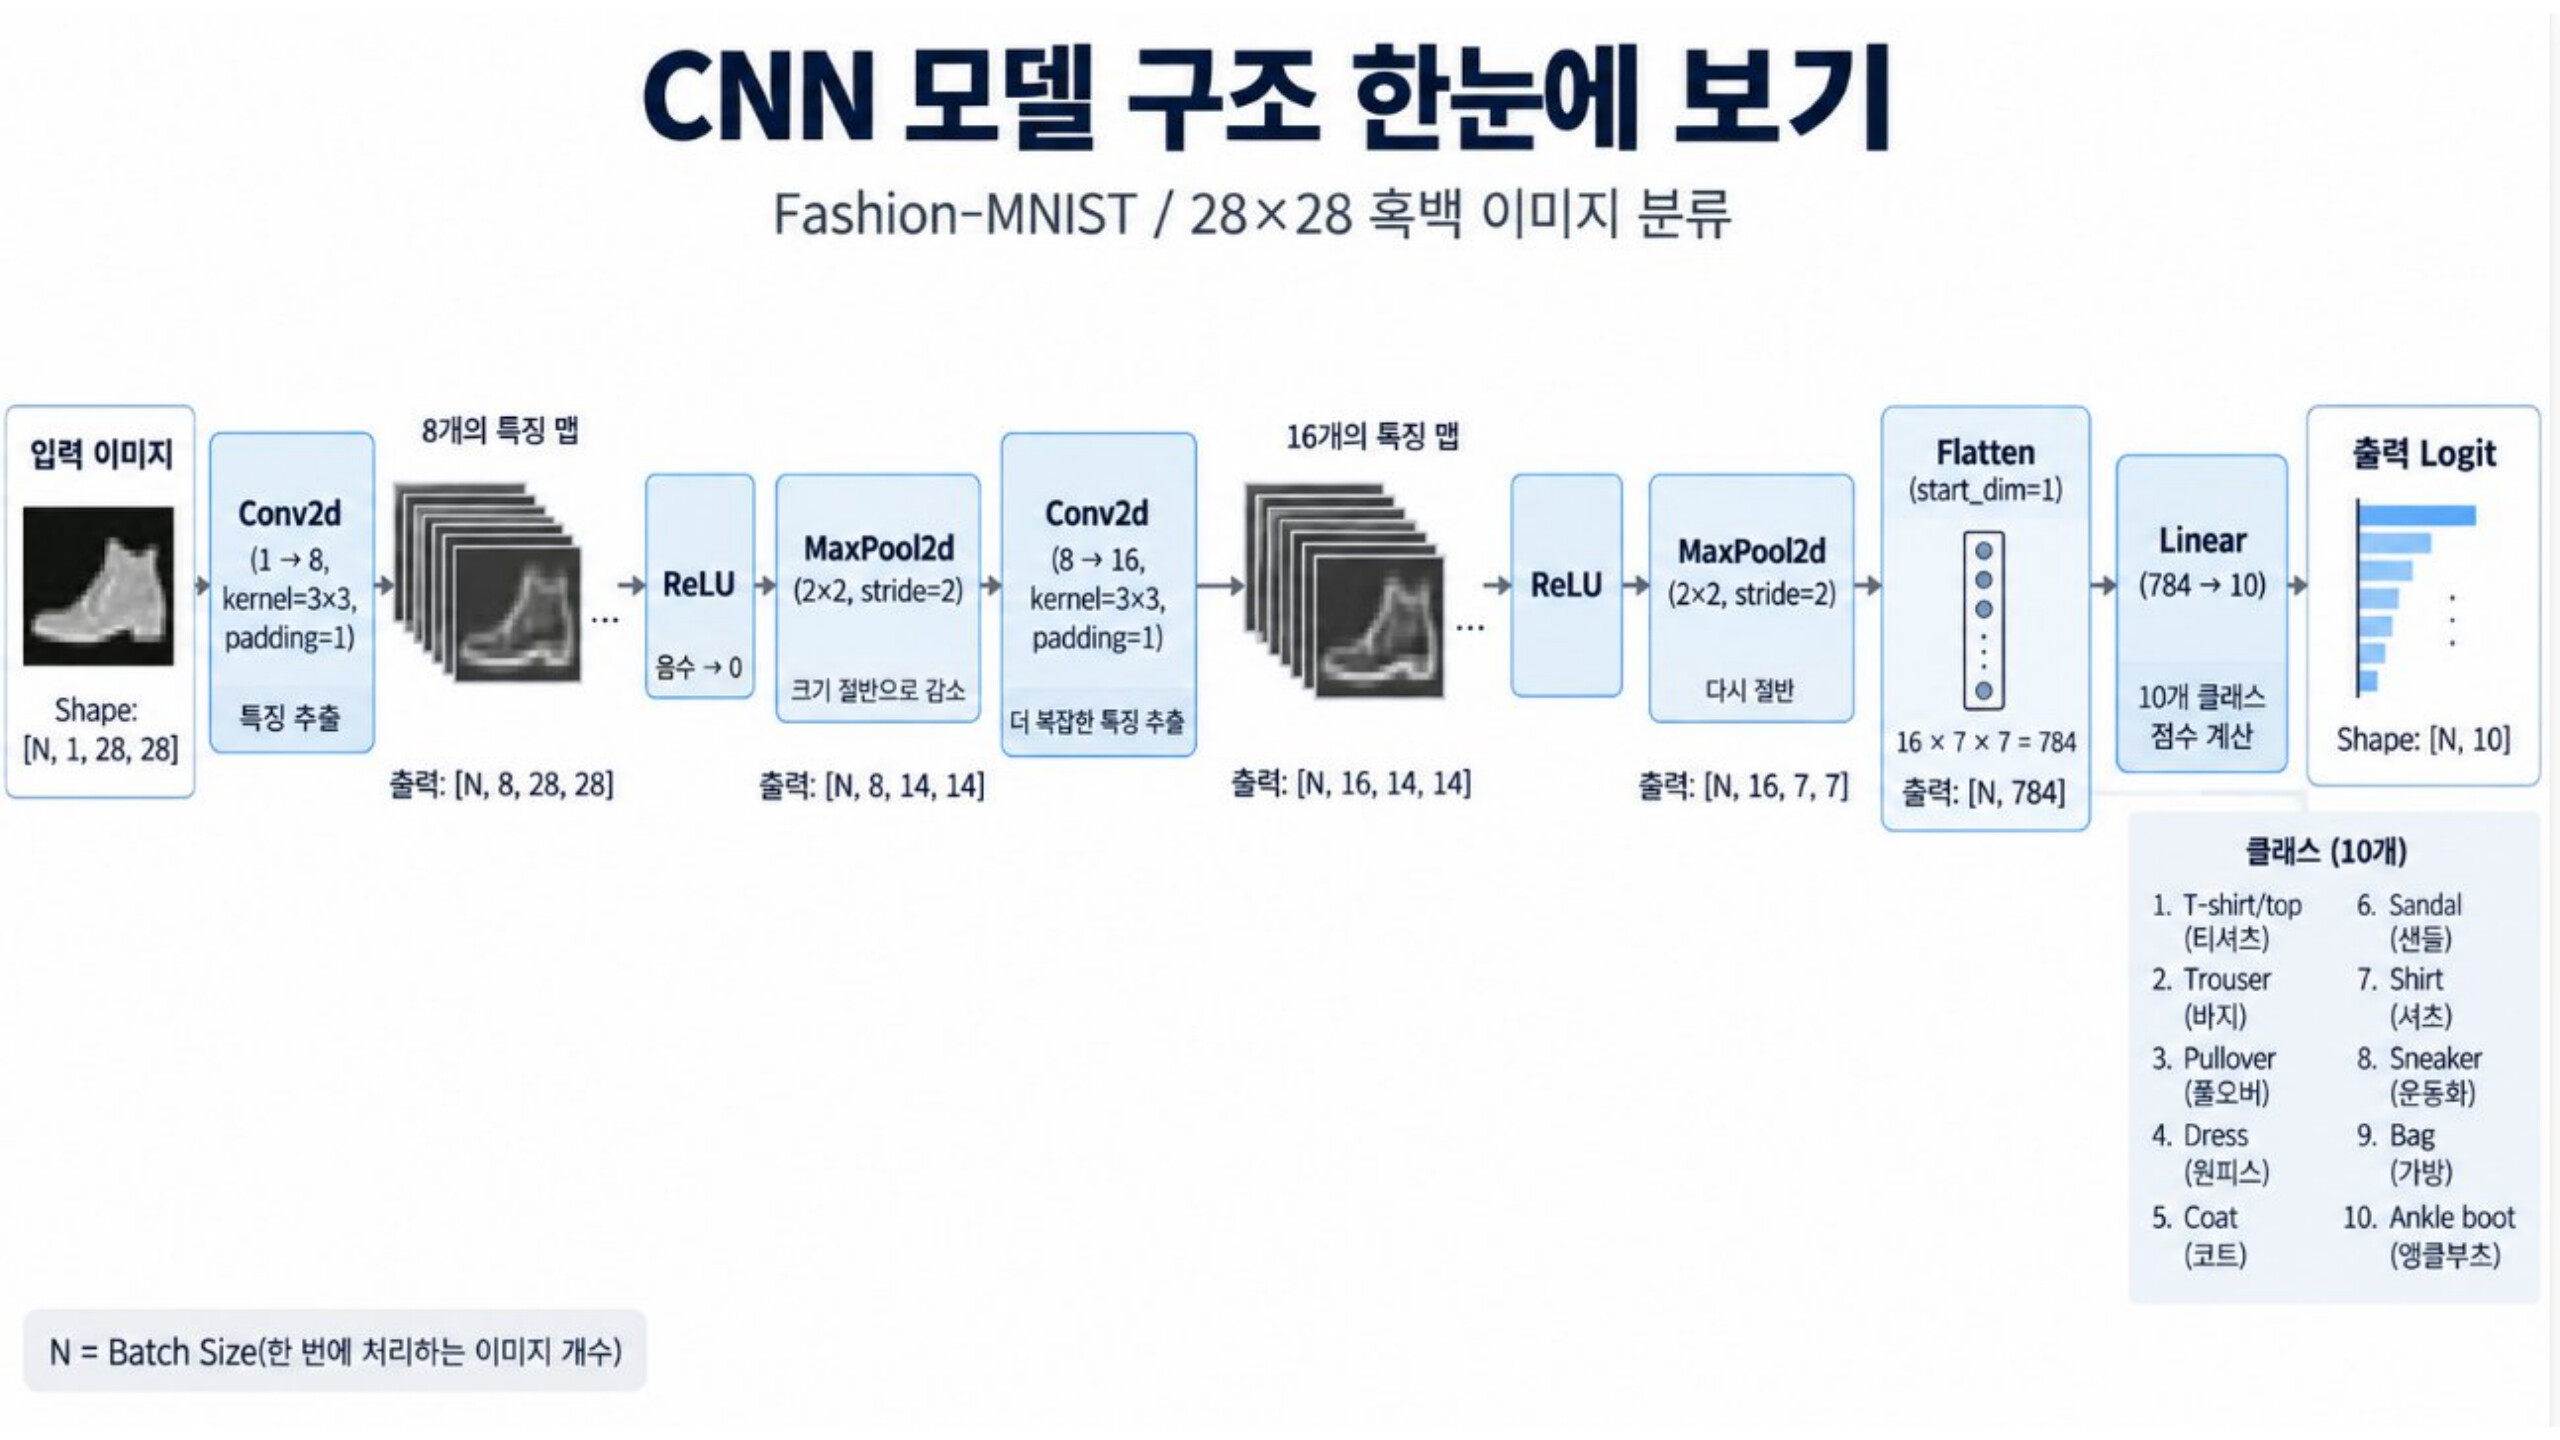 CNN 모델 구조 한눈에 보기
Fashion-MNIST / 28×28 흑백 이미지 분류
입력 이미지
Shape:
[N, 1, 28, 28]
Conv2d
(1 → 8,
kernel=3×3,
padding=1)
특징 추출
8개의 특징 맵
...
출력: [N, 8, 28, 28]
ReLU
음수 → 0
MaxPool2d
(2×2, stride=2)
크기 절반으로 감소
출력: [N, 8, 14, 14]
Conv2d
(8 → 16,
kernel=3×3,
padding=1)
더 복잡한 특징 추출
16개의 특징 맵
...
출력: [N, 16, 14, 14]
ReLU
MaxPool2d
(2×2, stride=2)
다시 절반
출력: [N, 16, 7, 7]
Flatten
(start_dim=1)
16 × 7 × 7 = 784
출력: [N, 784]
Linear
(784 → 10)
10개 클래스
점수 계산
출력 Logit
Shape: [N, 10]
클래스 (10개)
1. T-shirt/top
(티셔츠)
2. Trouser
(바지)
3. Pullover
(풀오버)
4. Dress
(원피스)
5. Coat
(코트)
6. Sandal
(샌들)
7. Shirt
(셔츠)
8. Sneaker
(운동화)
9. Bag
(가방)
10. Ankle boot
(앵클부츠)
N = Batch Size(한 번에 처리하는 이미지 개수)